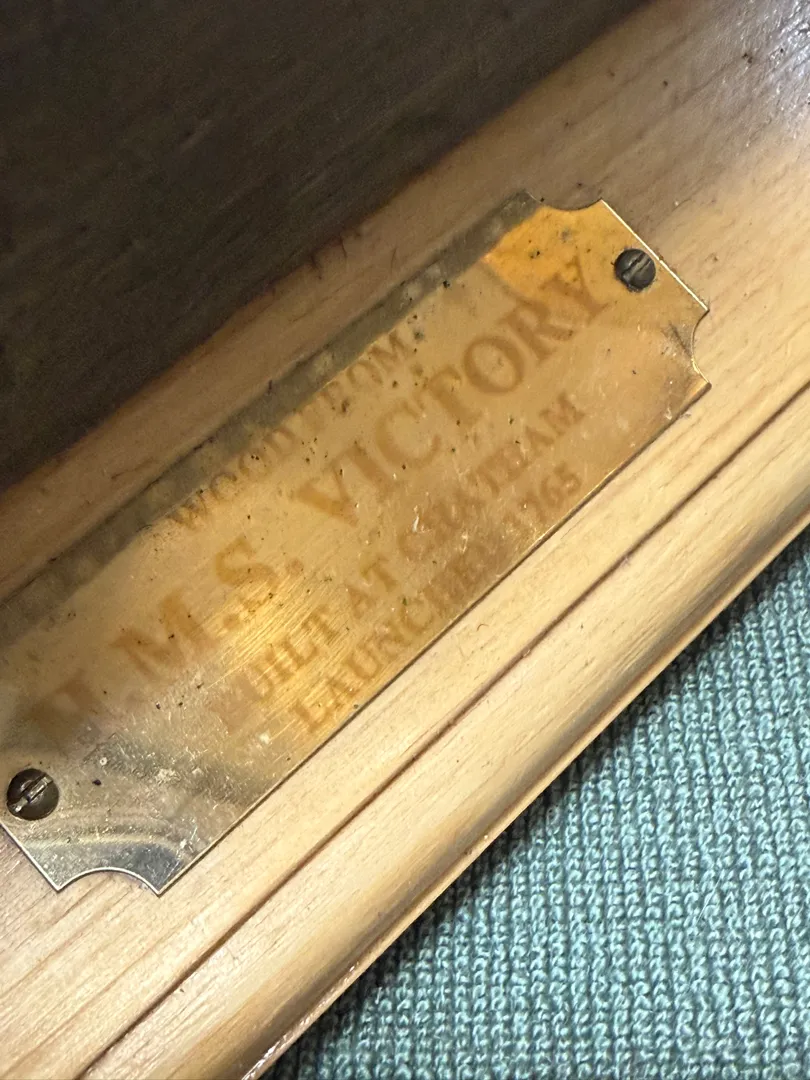 WOOD FROM
H.M.S. VICTORY
BUILT AT CHATHAM
LAUNCHED 1765